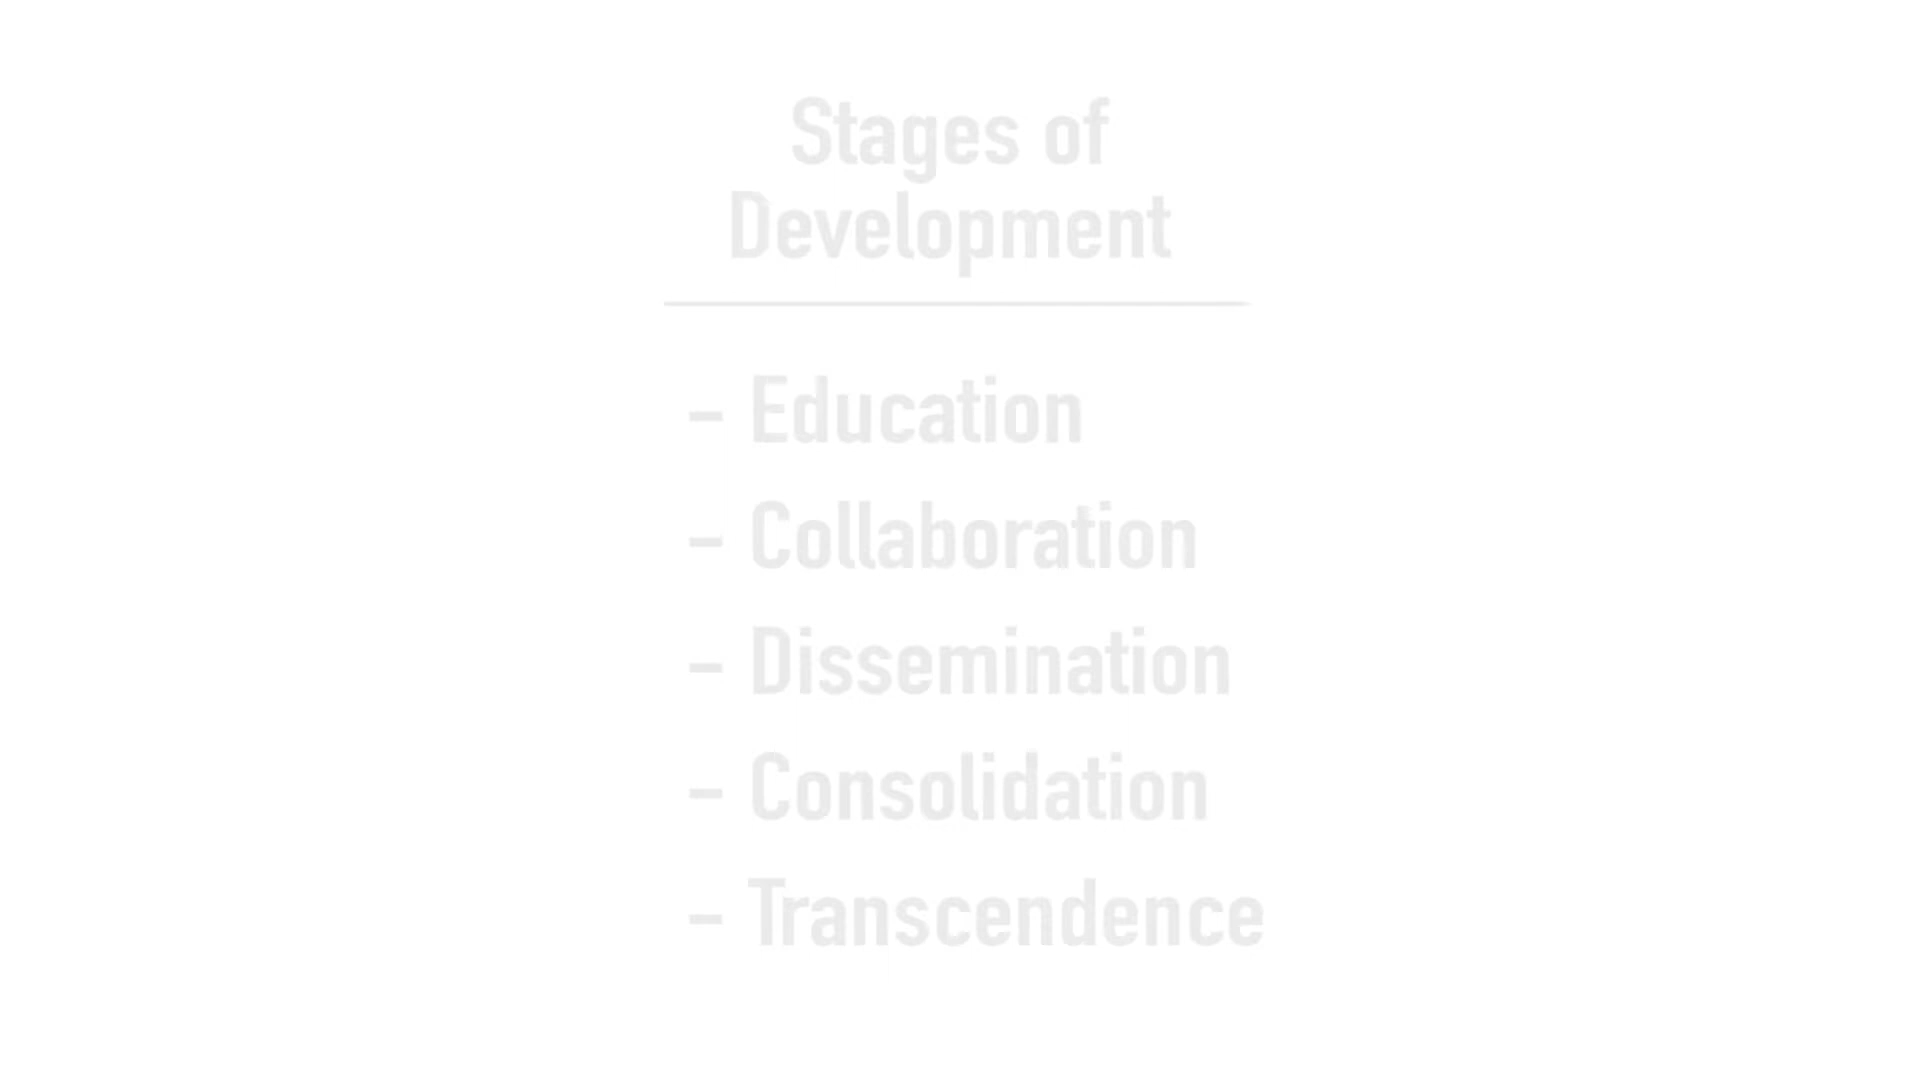 Stages of
Development
- Education
- Collaboration
- Dissemination
- Consolidation
- Transcendence